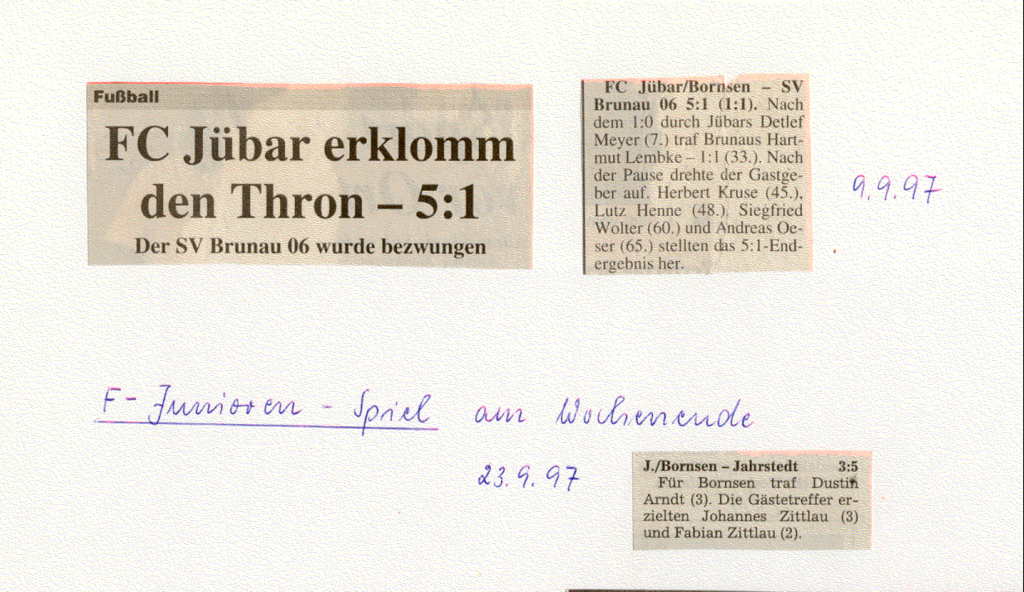 Fußball
FC Jübar erklomm
den Thron – 5:1
Der SV Brunau 06 wurde bezwungen
FC Jübar/Bornsen – SV
Brunau 06 5:1 (1:1). Nach
dem 1:0 durch Jübars Detlef
Meyer (7.) traf Brunaus Hart-
mut Lembke – 1:1 (33.). Nach
der Pause drehte der Gastge-
ber auf. Herbert Kruse (45.),
Lutz Henne (48.), Siegfried
Wolter (60.) und Andreas Oe-
ser (65.) stellten das 5:1-End-
ergebnis her.
9.9.97
F-Junioren - Spiel am Wochenende
23.9.97
J./Bornsen – Jahrstedt 3:5
Für Bornsen traf Dustin
Arndt (3). Die Gästetreffer er-
zielten Johannes Zittlau (3)
und Fabian Zittlau (2).